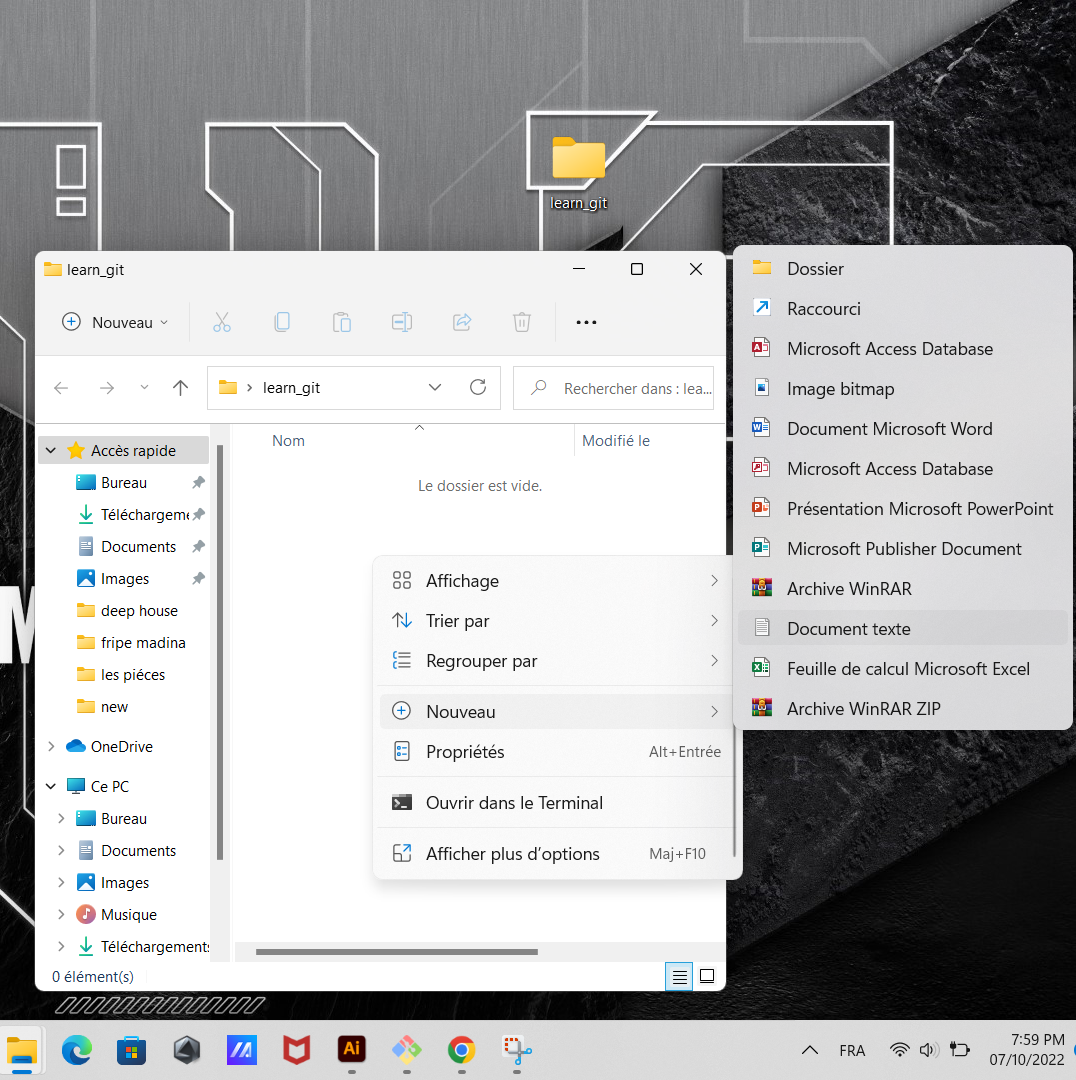 learn_git
learn_git
Nouveau
learn_git
Rechercher dans : lea...
Nom
Modifié le
Le dossier est vide.
Accès rapide
Bureau
Téléchargeme
Documents
Images
deep house
fripe madina
les piéces
new
OneDrive
Ce PC
Bureau
Documents
Images
Musique
Téléchargements
0 élément(s)
Affichage
Trier par
Regrouper par
Nouveau
Propriétés Alt+Entrée
Ouvrir dans le Terminal
Afficher plus d’options Maj+F10
Dossier
Raccourci
Microsoft Access Database
Image bitmap
Document Microsoft Word
Microsoft Access Database
Présentation Microsoft PowerPoint
Microsoft Publisher Document
Archive WinRAR
Document texte
Feuille de calcul Microsoft Excel
Archive WinRAR ZIP
M
Ai
FRA
7:59 PM
07/10/2022